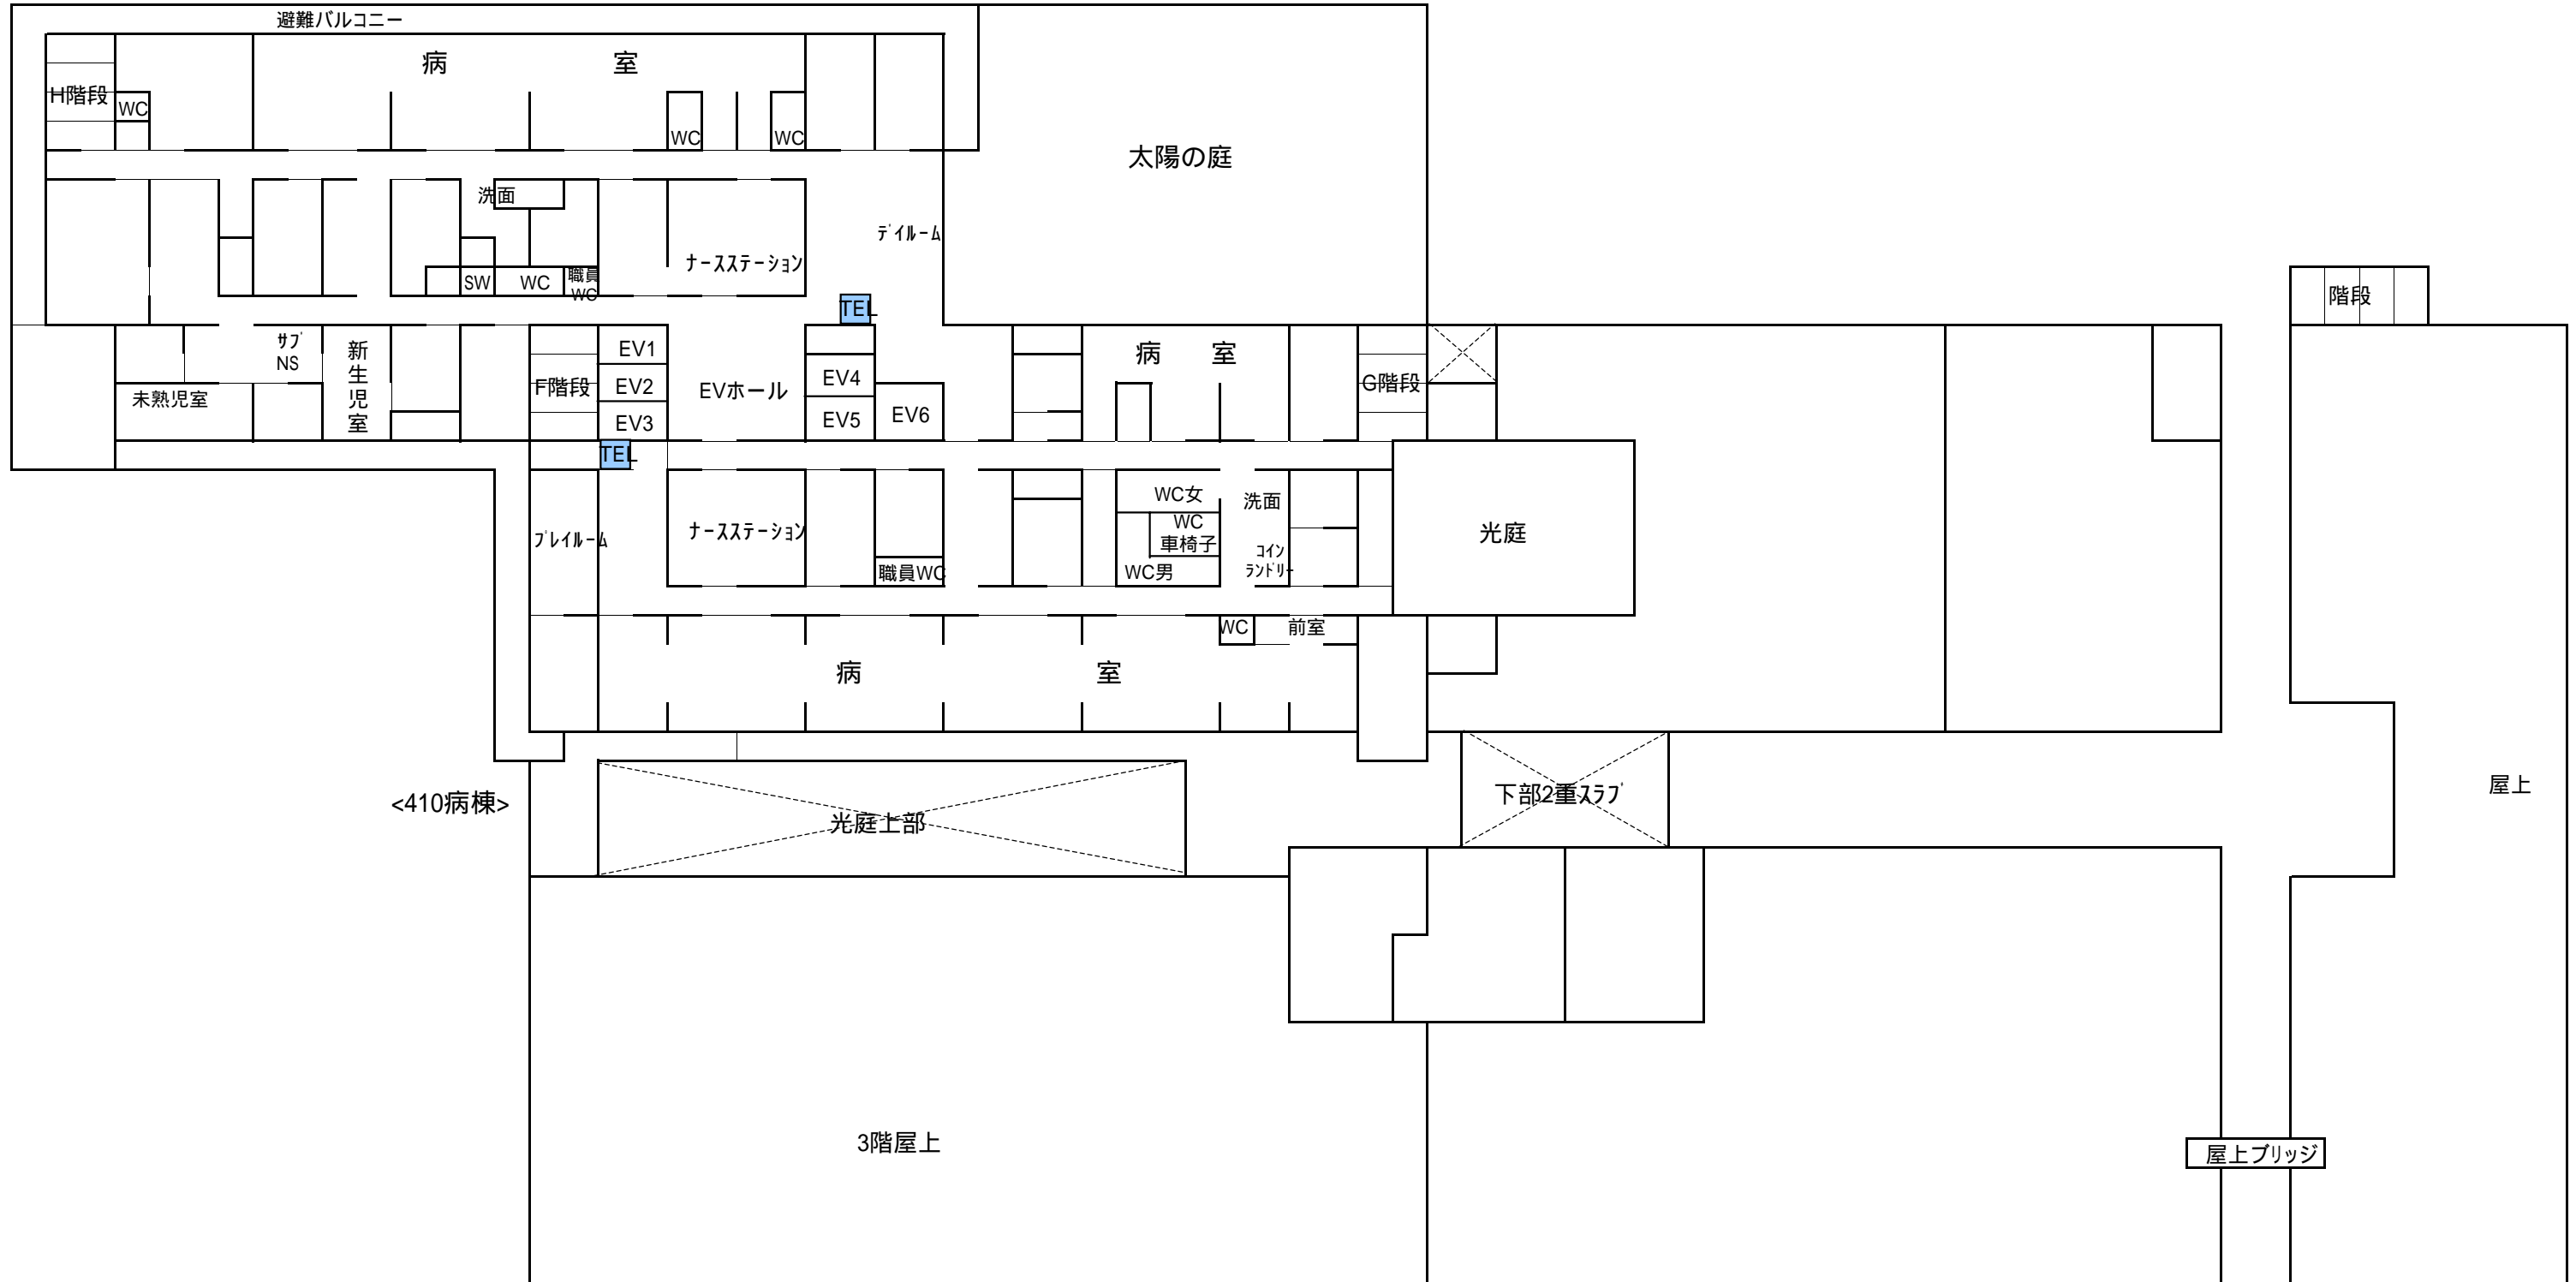 避難バルコニー
病 室
H階段
WC
WC
WC
太陽の庭
洗面
ﾃﾞｲﾙｰﾑ
ﾅｰｽｽﾃｰｼｮﾝ
SW
WC
職員
WC
TEL
階段
ｻﾌﾞ
NS
新生児室
未熟児室
F階段
EV1
EV2
EV3
EVホール
EV4
EV5
EV6
病 室
G階段
TEL
ﾌﾟﾚｲﾙｰﾑ
ﾅｰｽｽﾃｰｼｮﾝ
職員WC
WC女
WC
車椅子
WC男
洗面
ｺｲﾝ
ﾗﾝﾄﾞﾘｰ
光庭
WC
前室
病 室
<410病棟>
光庭上部
下部2重ｽﾗﾌﾞ
屋上
3階屋上
屋上ブリッジ